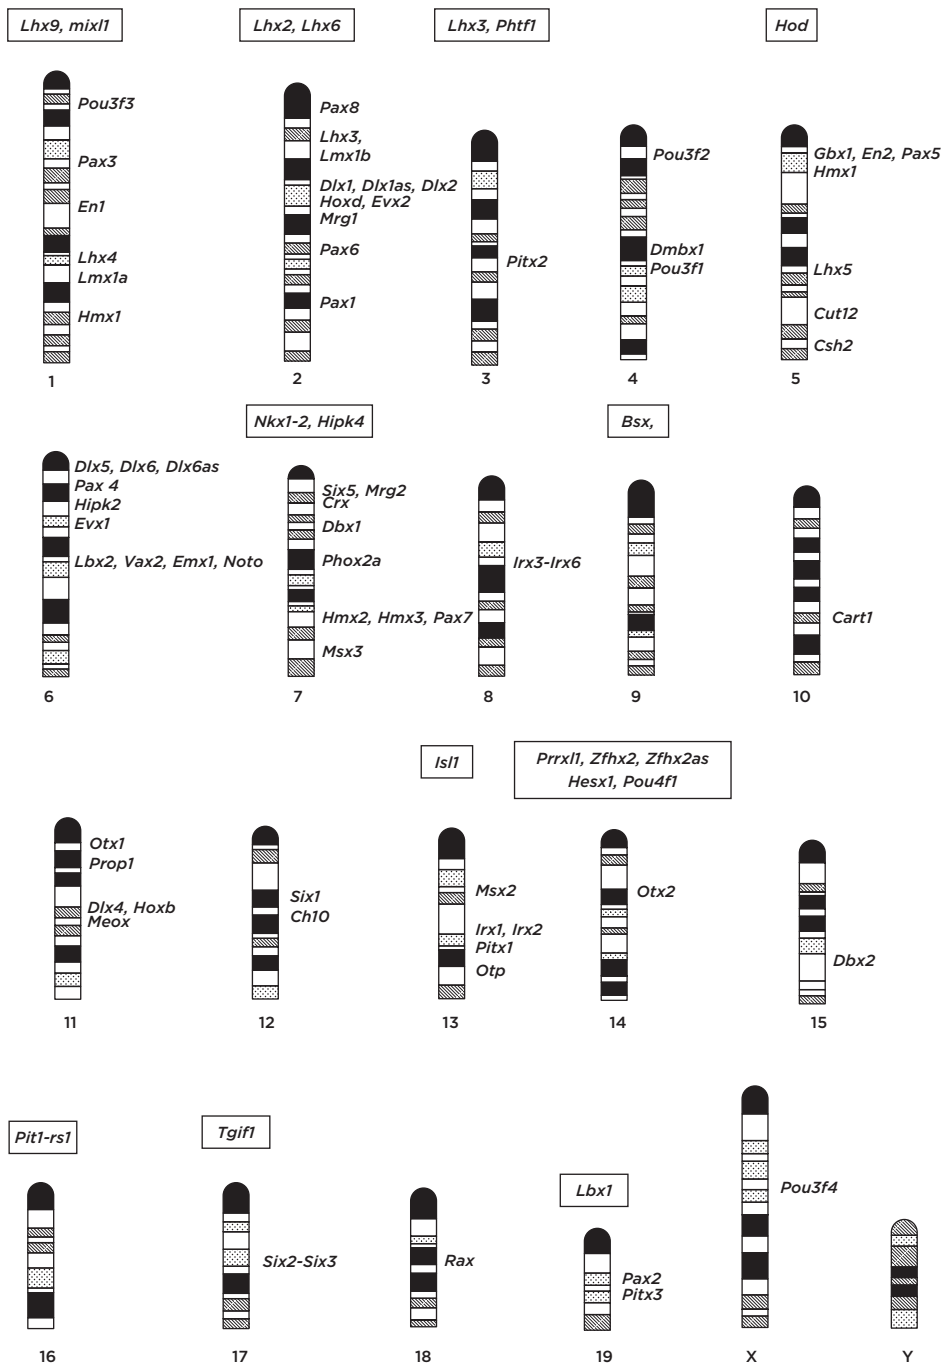 Lhx9, mixl1
Lhx2, Lhx6
Lhx3, Phtf1
Hod
Pou3f3
Pax3
En1
Lhx4
Lmx1a
Hmx1
1
Pax8
Lhx3,
Lmx1b
Dlx1, Dlx1as, Dlx2
Hoxd, Evx2
Mrg1
Pax6
Pax1
2
Pitx2
3
Pou3f2
Dmbx1
Pou3f1
4
Gbx1, En2, Pax5
Hmx1
Lhx5
Cut12
Csh2
5
Nkx1-2, Hipk4
Bsx,
Dlx5, Dlx6, Dlx6as
Pax 4
Hipk2
Evx1
Lbx2, Vax2, Emx1, Noto
6
Six5, Mrg2
Crx
Dbx1
Phox2a
Hmx2, Hmx3, Pax7
Msx3
7
Irx3-Irx6
8
9
Cart1
10
Isl1
Prrxl1, Zfhx2, Zfhx2as
Hesx1, Pou4f1
Otx1
Prop1
Dlx4, Hoxb
Meox
11
Six1
Ch10
12
Msx2
Irx1, Irx2
Pitx1
Otp
13
Otx2
14
Dbx2
15
Pit1-rs1
Tgif1
Lbx1
16
Six2-Six3
17
Rax
18
Pax2
Pitx3
19
Pou3f4
X
Y